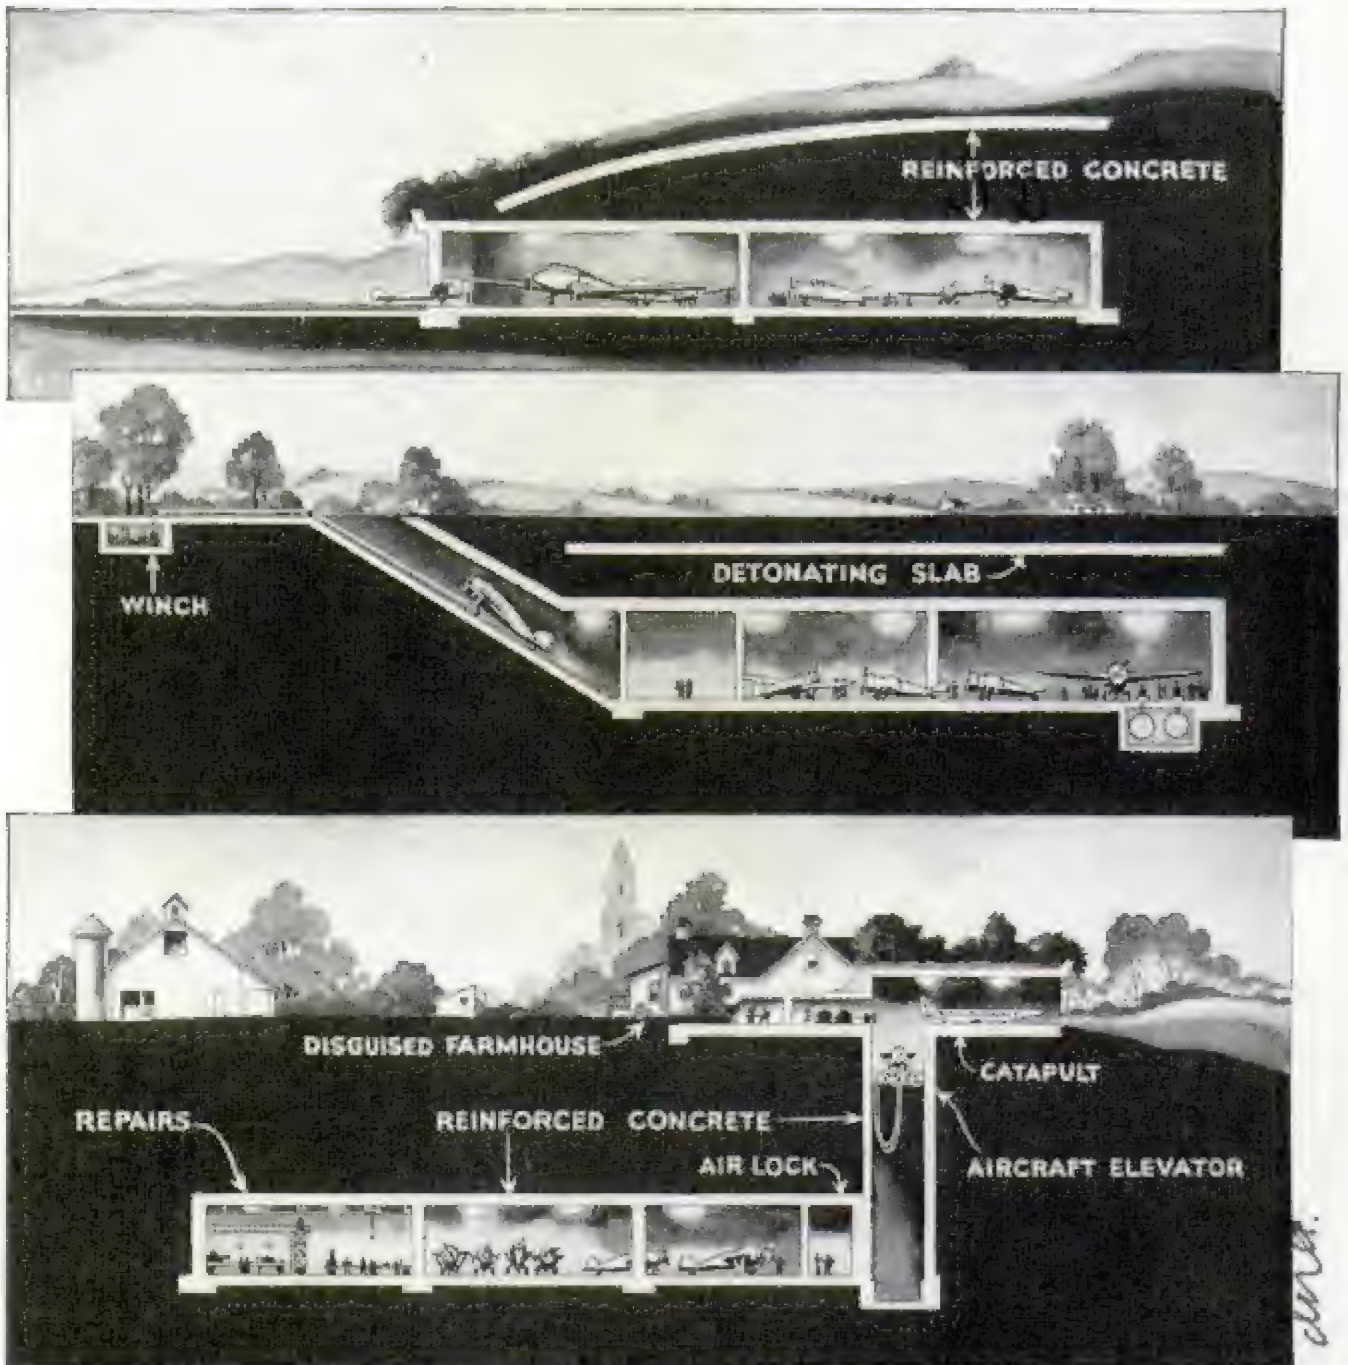 REINFORCED CONCRETE
DETONATING SLAB
WINCH
DISGUISED FARMHOUSE
CATAPULT
REPAIRS
REINFORCED CONCRETE
AIR LOCK
AIRCRAFT ELEVATOR